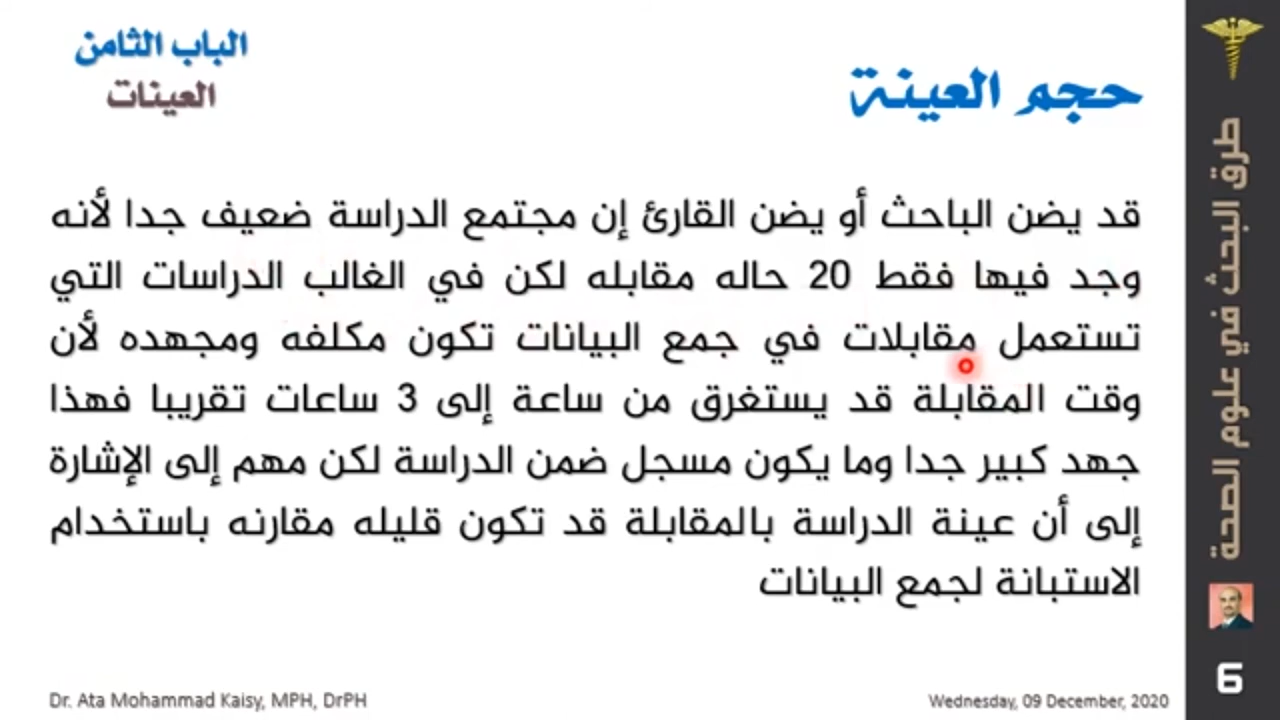 الباب الثامن
العينات
حجم العينة
قد يضن الباحث أو يضن القارئ إن مجتمع الدراسة ضعيف جدا لأنه
وجد فيها فقط 20 حاله مقابله لكن في الغالب الدراسات التي
تستعمل مقابلات في جمع البيانات تكون مكلفه ومجهده لأن
وقت المقابلة قد يستغرق من ساعة إلى 3 ساعات تقريبا فهذا
جهد كبير جدا وما يكون مسجل ضمن الدراسة لكن مهم إلى الإشارة
إلى أن عينة الدراسة بالمقابلة قد تكون قليله مقارنه باستخدام
الاستبانة لجمع البيانات
طرق البحث في علوم الصحة
6
Dr. Ata Mohammad Kaisy, MPH, DrPH
Wednesday, 09 December, 2020